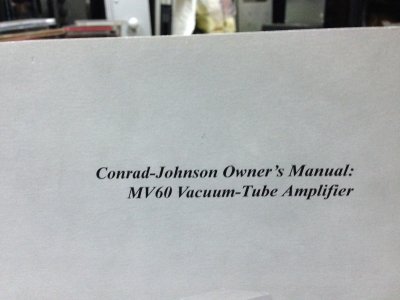 Conrad-Johnson Owner's Manual:
MV60 Vacuum-Tube Amplifier